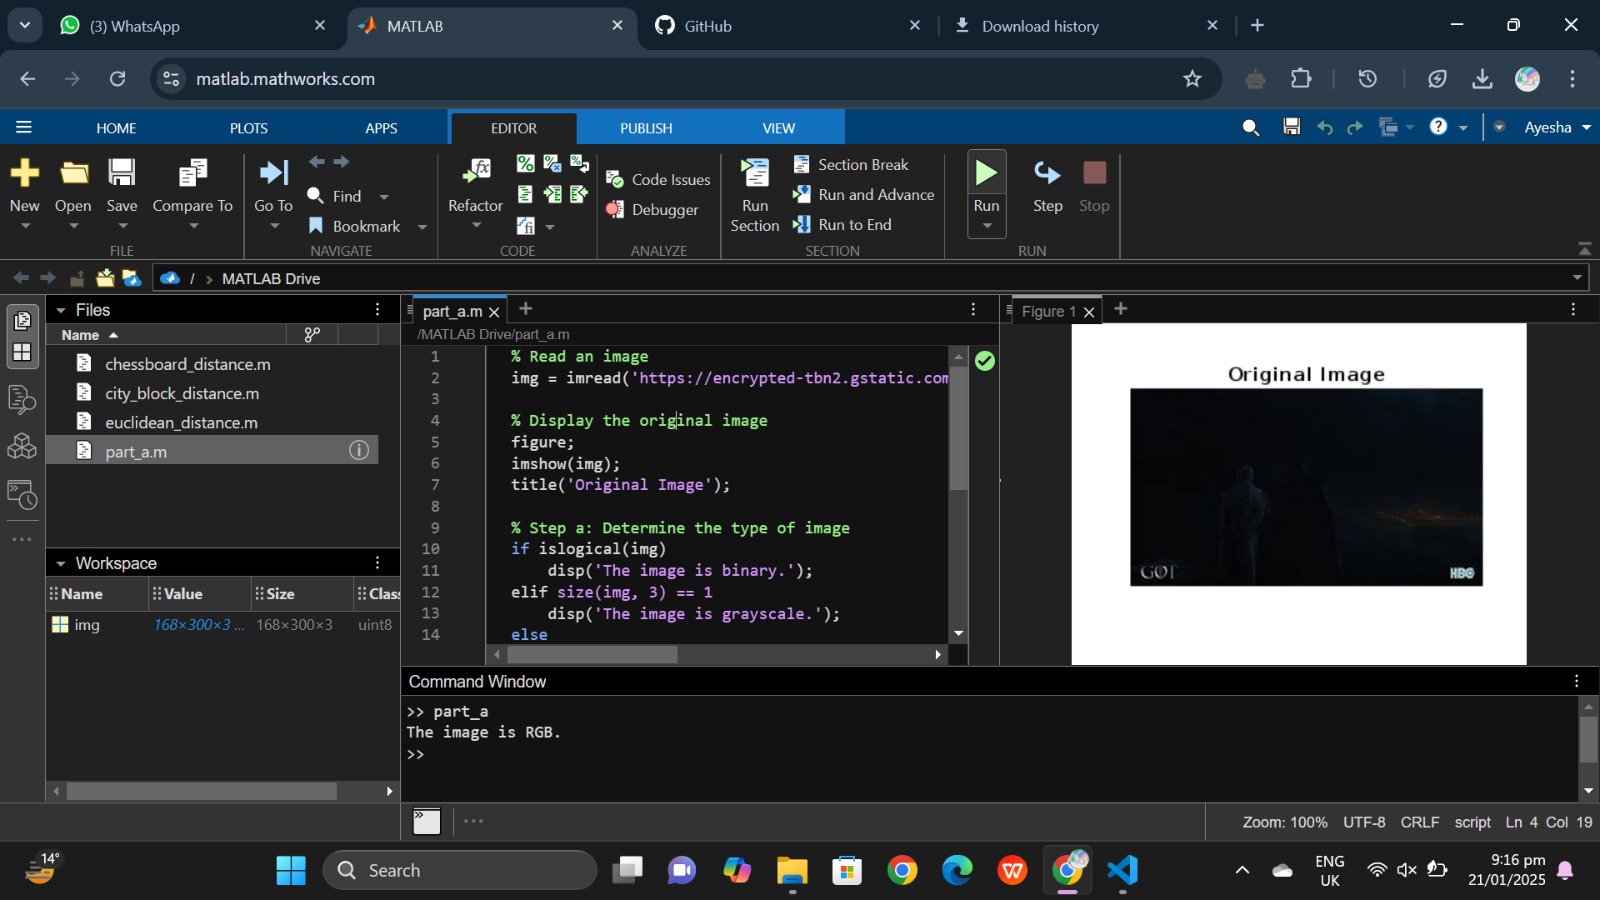 (3) WhatsApp
MATLAB
GitHub
Download history
matlab.mathworks.com
HOME
PLOTS
APPS
EDITOR
PUBLISH
VIEW
Ayesha
New
Open
Save
Compare To
FILE
Go To
Find
Bookmark
NAVIGATE
Refactor
CODE
Code Issues
Debugger
ANALYZE
Run
Section
Section Break
Run and Advance
Run to End
SECTION
Run
Step
Stop
RUN
/ > MATLAB Drive
Files
Name
chessboard_distance.m
city_block_distance.m
euclidean_distance.m
part_a.m
Workspace
Name Value Size Clas
img 168×300×3 ... 168×300×3 uint8
part_a.m
/MATLAB Drive/part_a.m
1 % Read an image
2 img = imread('https://encrypted-tbn2.gstatic.com
3
4 % Display the original image
5 figure;
6 imshow(img);
7 title('Original Image');
8
9 % Step a: Determine the type of image
10 if islogical(img)
11 disp('The image is binary.');
12 elif size(img, 3) == 1
13 disp('The image is grayscale.');
14 else
Figure 1
Original Image
GOT
HBO
Command Window
>> part_a
The image is RGB.
>>
Zoom: 100% UTF-8 CRLF script Ln 4 Col 19
14°
Search
ENG
UK
9:16 pm
21/01/2025